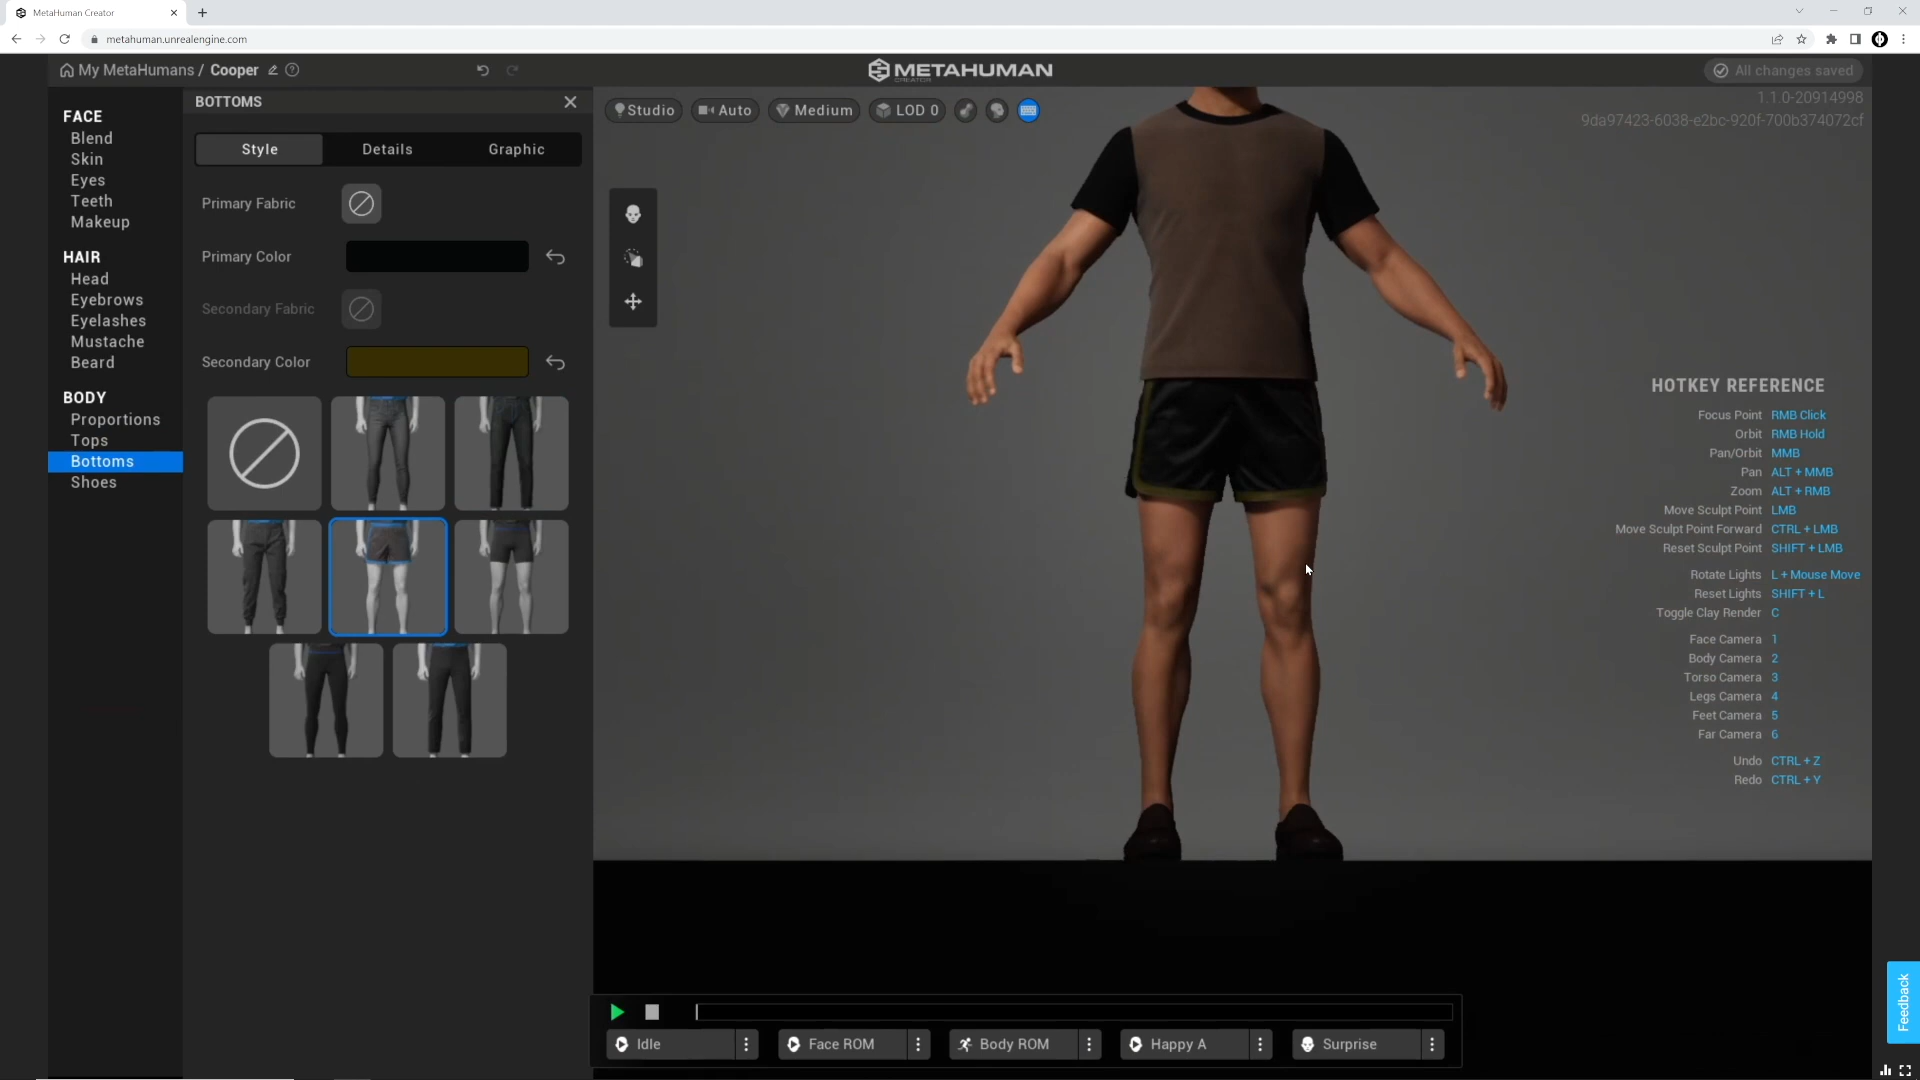 MetaHuman Creator
metahuman.unrealengine.com
My MetaHumans / Cooper
METAHUMAN
CREATOR
All changes saved
FACE
Blend
Skin
Eyes
Teeth
Makeup
HAIR
Head
Eyebrows
Eyelashes
Mustache
Beard
BODY
Proportions
Tops
Bottoms
Shoes
BOTTOMS
Style
Details
Graphic
Primary Fabric
Primary Color
Secondary Fabric
Secondary Color
Studio
Auto
Medium
LOD 0
1.1.0-20914998
9da97423-6038-e2bc-920f-700b374072cf
HOTKEY REFERENCE
Focus Point RMB Click
Orbit RMB Hold
Pan/Orbit MMB
Pan ALT + MMB
Zoom ALT + RMB
Move Sculpt Point LMB
Move Sculpt Point Forward CTRL + LMB
Reset Sculpt Point SHIFT + LMB
Rotate Lights L + Mouse Move
Reset Lights SHIFT + L
Toggle Clay Render C
Face Camera 1
Body Camera 2
Torso Camera 3
Legs Camera 4
Feet Camera 5
Far Camera 6
Undo CTRL + Z
Redo CTRL + Y
Feedback
Idle
Face ROM
Body ROM
Happy A
Surprise